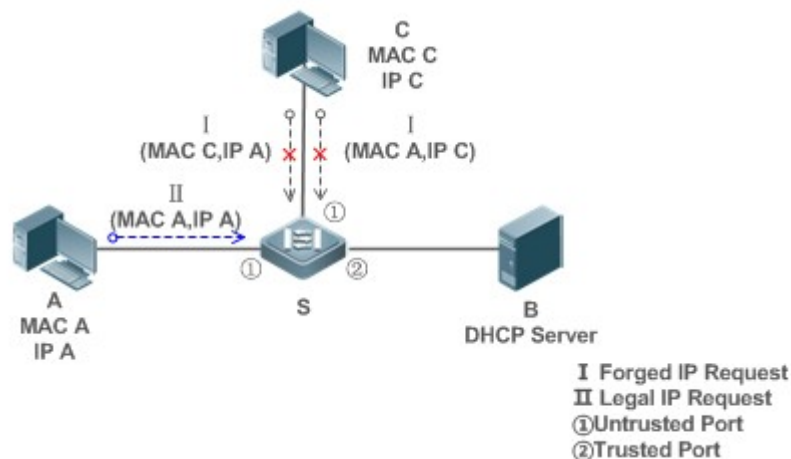 C
MAC C
IP C
I
(MAC C,IP A)
I
(MAC A,IP C)
II
(MAC A,IP A)
①
①
②
S
A
MAC A
IP A
B
DHCP Server
I Forged IP Request
II Legal IP Request
①Untrusted Port
②Trusted Port